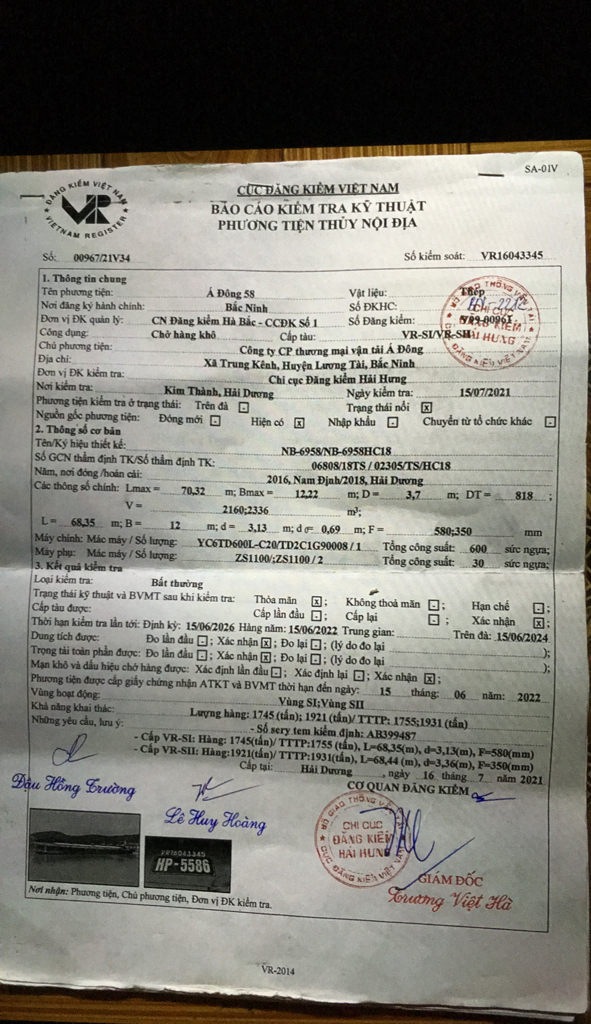 SA-01V
ĐĂNG KIỂM VIỆT NAM
VR
VIETNAM REGISTER
CỤC ĐĂNG KIỂM VIỆT NAM
BÁO CÁO KIỂM TRA KỸ THUẬT
PHƯƠNG TIỆN THỦY NỘI ĐỊA
Số: 00967/21V34 Số kiểm soát: VR16043345
1. Thông tin chung
Tên phương tiện: Á Đông 58 Vật liệu: Thép
Nơi đăng ký hành chính: Bắc Ninh Số ĐKHC:
Đơn vị ĐK quản lý: CN Đăng kiểm Hà Bắc - CCĐK Số 1 Số Đăng kiểm: V09-00961
Công dụng: Chở hàng khô Cấp tàu: VR-SI/VR-SII
Chủ phương tiện: Công ty CP thương mại vận tải Á Đông
Địa chỉ: Xã Trung Kênh, Huyện Lương Tài, Bắc Ninh
Đơn vị ĐK kiểm tra: Chi cục Đăng kiểm Hải Hưng
Nơi kiểm tra: Kim Thành, Hải Dương Ngày kiểm tra: 15/07/2021
Phương tiện kiểm tra ở trạng thái: Trên đà: - Trạng thái nổi X
Nguồn gốc phương tiện: Đóng mới - Hiện có X Nhập khẩu - Chuyển từ tổ chức khác -
2. Thông số cơ bản
Tên/Ký hiệu thiết kế: NB-6958/NB-6958HC18
Số GCN thẩm định TK/Số thẩm định TK: 06808/18TS / 02305/TS/HC18
Năm, nơi đóng /hoán cải: 2016, Nam Định/2018, Hải Dương
Các thông số chính: Lmax = 70,32 m; Bmax = 12,22 m; D = 3,7 m; DT = 818 ;
V = 2160;2336 m³;
L = 68,35 m; B = 12 m; d = 3,13 m; d = 0,69 m; F = 580;350 mm
Máy chính: Mác máy / Số lượng: YC6TD600L-C20/TD2C1G90008 / 1 Tổng công suất: 600 sức ngựa;
Máy phụ: Mác máy / Số lượng: ZS1100/;ZS1100 / 2 Tổng công suất: 30 sức ngựa;
3. Kết quả kiểm tra
Loại kiểm tra: Bất thường
Trạng thái kỹ thuật và BVMT sau khi kiểm tra: Thỏa mãn X; Không thoả mãn -; Hạn chế -;
Cấp tàu được: Cấp lần đầu -; Cấp lại -; Xác nhận X;
Thời hạn kiểm tra lần tới: Định kỳ: 15/06/2026 Hàng năm: 15/06/2022 Trung gian: Trên đà: 15/06/2024
Dung tích được: Đo lần đầu -; Xác nhận X; Đo lại -; (lý do đo lại );
Trọng tải toàn phần được: Đo lần đầu -; Xác nhận X; Đo lại -; (lý do đo lại );
Mạn khô và dấu hiệu chở hàng được: Xác định lần đầu -; Xác định lại -; Xác nhận X;
Phương tiện được cấp giấy chứng nhận ATKT và BVMT thời hạn đến ngày: 15 tháng: 06 năm: 2022
Vùng hoạt động: Vùng SI;Vùng SII
Khả năng khai thác: Lượng hàng: 1745 (tấn); 1921 (tấn)/ TTTP: 1755;1931 (tấn)
Những yêu cầu, lưu ý: - Số sery tem kiểm định: AB399487
- Cấp VR-SI: Hàng: 1745(tấn)/ TTTP:1755 (tấn), L=68,35(m), d=3,13(m), F=580(mm)
- Cấp VR-SII: Hàng:1921(tấn)/ TTTP:1931(tấn), L=68,44 (m), d=3,36(m), F=350(mm)
Cấp tại: Hải Dương , ngày 16 tháng 7 năm 2021
CƠ QUAN ĐĂNG KIỂM
Đậu Hồng Trường
Lê Huy Hoàng
CHI CỤC
ĐĂNG KIỂM
HẢI HƯNG
GIÁM ĐỐC
Trương Việt Hà
VR16043345
HP-5586
Nơi nhận: Phương tiện, Chủ phương tiện, Đơn vị ĐK kiểm tra.
VR-2014